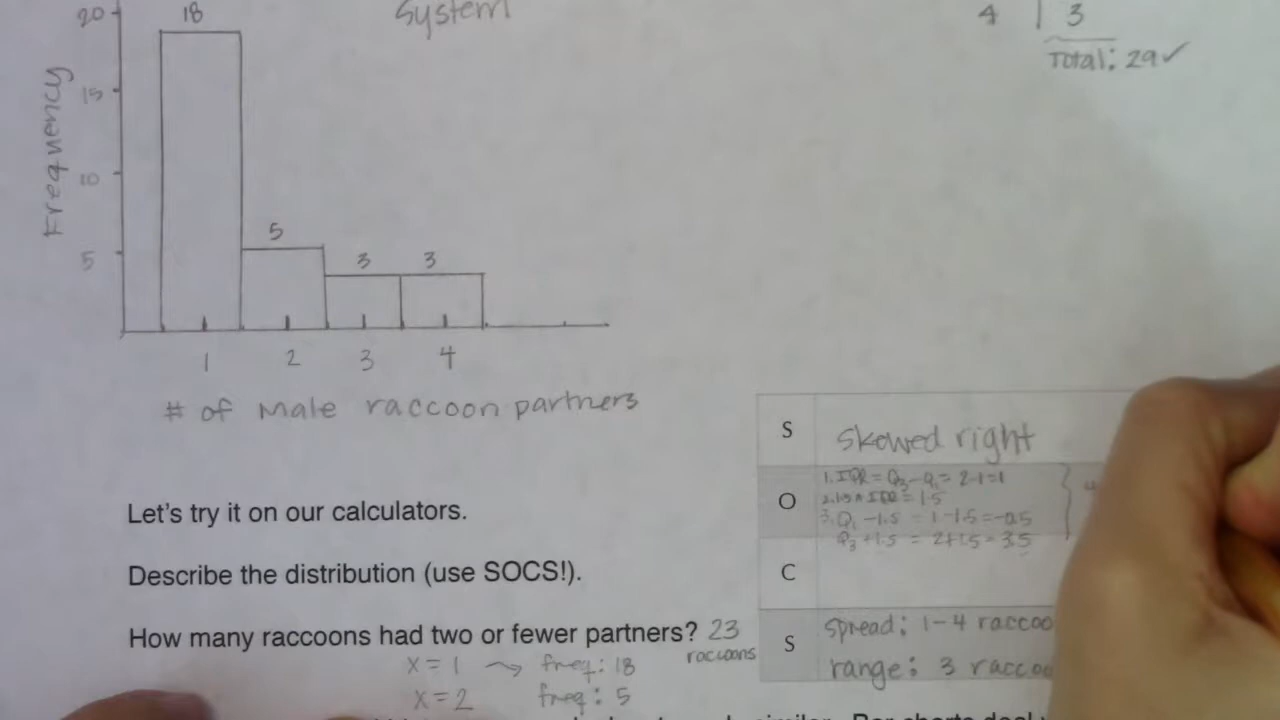 20
18
System
4 | 3
Total: 29✓
Frequency
15
10
5
5
3
3
1 2 3 4
# of Male raccoon partners
S skewed right
O 1. IQR = Q3 - Q1 = 2-1=1
2. 1.5 × IQR = 1.5
3. Q1 - 1.5 = 1-1.5 = -0.5
Q3 + 1.5 = 2+1.5 = 3.5
C
S spread: 1-4 raccoo
range: 3 raccoo
Let's try it on our calculators.
Describe the distribution (use SOCS!).
How many raccoons had two or fewer partners? 23
raccoons
x = 1 → freq: 18
x = 2 freq: 5